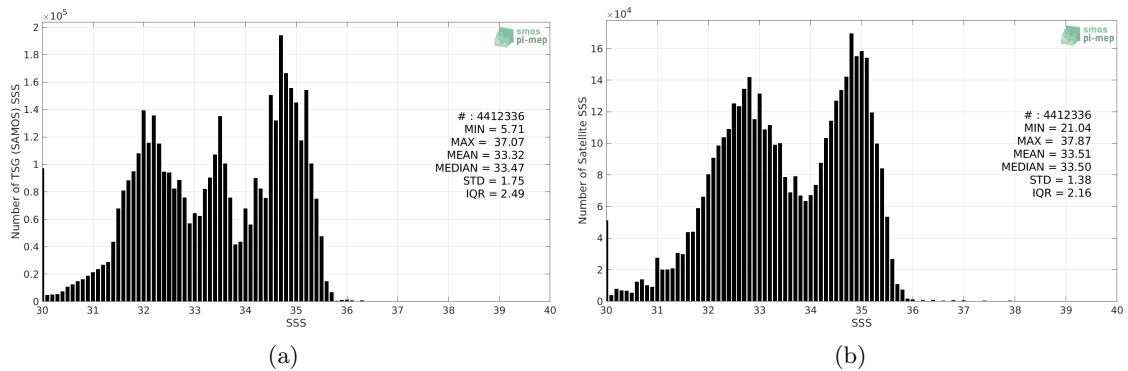 ×10⁵
2
1.8
1.6
1.4
1.2
1
0.8
0.6
0.4
0.2
0
Number of TSG (SAMOS) SSS
smos
pi-mep
# : 4412336
MIN = 5.71
MAX = 37.07
MEAN = 33.32
MEDIAN = 33.47
STD = 1.75
IQR = 2.49
30 31 32 33 34 35 36 37 38 39 40
SSS
(a)
×10⁴
16
14
12
10
8
6
4
2
0
Number of Satellite SSS
smos
pi-mep
# : 4412336
MIN = 21.04
MAX = 37.87
MEAN = 33.51
MEDIAN = 33.50
STD = 1.38
IQR = 2.16
30 31 32 33 34 35 36 37 38 39 40
SSS
(b)